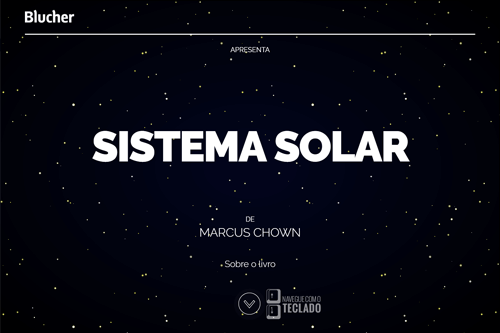 Blucher
APRESENTA
SISTEMA SOLAR
DE
MARCUS CHOWN
Sobre o livro
NAVEGUE COM O
TECLADO